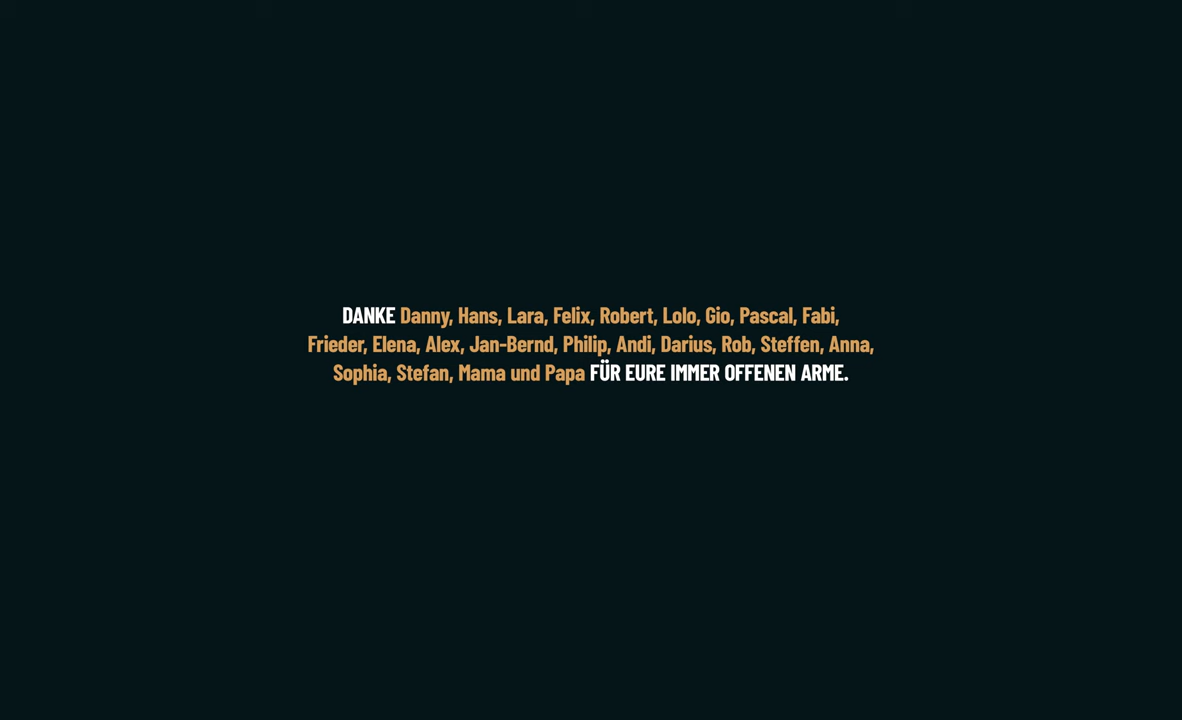 DANKE Danny, Hans, Lara, Felix, Robert, Lolo, Gio, Pascal, Fabi,
Frieder, Elena, Alex, Jan-Bernd, Philip, Andi, Darius, Rob, Steffen, Anna,
Sophia, Stefan, Mama und Papa FÜR EURE IMMER OFFENEN ARME.